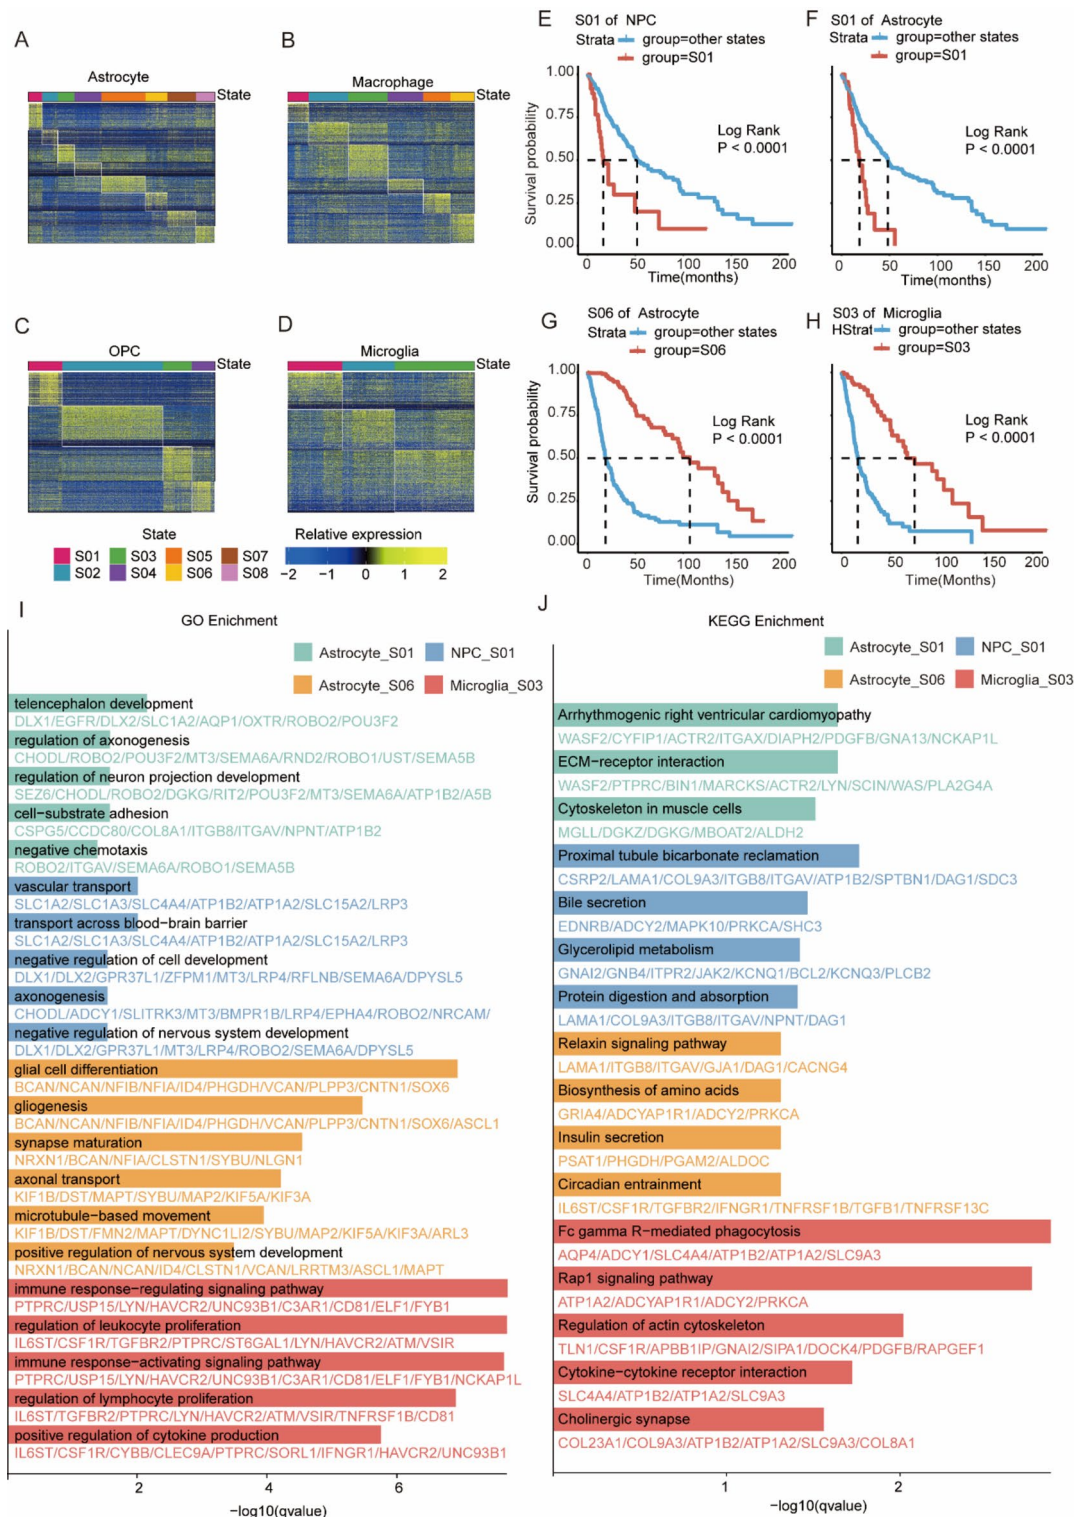 A
Astrocyte
State
B
Macrophage
State
C
OPC
State
D
Microglia
State
State
S01 S03 S05 S07
S02 S04 S06 S08
Relative expression
−2 −1 0 1 2
E
S01 of NPC
Strata group=other states
group=S01
Survival probability
1.00
0.75
0.50
0.25
0.00
Log Rank
P < 0.0001
0 50 100 150 200
Time(months)
F
S01 of Astrocyte
Strata group=other states
group=S01
Log Rank
P < 0.0001
0 50 100 150 200
Time(months)
G
S06 of Astrocyte
Strata group=other states
group=S06
Survival probability
1.00
0.75
0.50
0.25
0.00
Log Rank
P < 0.0001
0 50 100 150 200
Time(Months)
H
S03 of Microglia
HStrat group=other states
group=S03
Log Rank
P < 0.0001
0 50 100 150 200
Time(Months)
I
GO Enichment
Astrocyte_S01 NPC_S01
Astrocyte_S06 Microglia_S03
telencephalon development
DLX1/EGFR/DLX2/SLC1A2/AQP1/OXTR/ROBO2/POU3F2
regulation of axonogenesis
CHODL/ROBO2/POU3F2/MT3/SEMA6A/RND2/ROBO1/UST/SEMA5B
regulation of neuron projection development
SEZ6/CHODL/ROBO2/DGKG/RIT2/POU3F2/MT3/SEMA6A/ATP1B2/A5B
cell−substrate adhesion
CSPG5/CCDC80/COL8A1/ITGB8/ITGAV/NPNT/ATP1B2
negative chemotaxis
ROBO2/ITGAV/SEMA6A/ROBO1/SEMA5B
vascular transport
SLC1A2/SLC1A3/SLC4A4/ATP1B2/ATP1A2/SLC15A2/LRP3
transport across blood−brain barrier
SLC1A2/SLC1A3/SLC4A4/ATP1B2/ATP1A2/SLC15A2/LRP3
negative regulation of cell development
DLX1/DLX2/GPR37L1/ZFPM1/MT3/LRP4/RFLNB/SEMA6A/DPYSL5
axonogenesis
CHODL/ADCY1/SLITRK3/MT3/BMPR1B/LRP4/EPHA4/ROBO2/NRCAM/
negative regulation of nervous system development
DLX1/DLX2/GPR37L1/MT3/LRP4/ROBO2/SEMA6A/DPYSL5
glial cell differentiation
BCAN/NCAN/NFIB/NFIA/ID4/PHGDH/VCAN/PLPP3/CNTN1/SOX6
gliogenesis
BCAN/NCAN/NFIB/NFIA/ID4/PHGDH/VCAN/PLPP3/CNTN1/SOX6/ASCL1
synapse maturation
NRXN1/BCAN/NFIA/CLSTN1/SYBU/NLGN1
axonal transport
KIF1B/DST/MAPT/SYBU/MAP2/KIF5A/KIF3A
microtubule−based movement
KIF1B/DST/FMN2/MAPT/DYNC1LI2/SYBU/MAP2/KIF5A/KIF3A/ARL3
positive regulation of nervous system development
NRXN1/BCAN/NCAN/ID4/CLSTN1/VCAN/LRRTM3/ASCL1/MAPT
immune response−regulating signaling pathway
PTPRC/USP15/LYN/HAVCR2/UNC93B1/C3AR1/CD81/ELF1/FYB1
regulation of leukocyte proliferation
IL6ST/CSF1R/TGFBR2/PTPRC/ST6GAL1/LYN/HAVCR2/ATM/VSIR
immune response−activating signaling pathway
PTPRC/USP15/LYN/HAVCR2/UNC93B1/C3AR1/CD81/ELF1/FYB1/NCKAP1L
regulation of lymphocyte proliferation
IL6ST/TGFBR2/PTPRC/LYN/HAVCR2/ATM/VSIR/TNFRSF1B/CD81
positive regulation of cytokine production
IL6ST/CSF1R/CYBB/CLEC9A/PTPRC/SORL1/IFNGR1/HAVCR2/UNC93B1
2 4 6
−log10(qvalue)
J
KEGG Enichment
Astrocyte_S01 NPC_S01
Astrocyte_S06 Microglia_S03
Arrhythmogenic right ventricular cardiomyopathy
WASF2/CYFIP1/ACTR2/ITGAX/DIAPH2/PDGFB/GNA13/NCKAP1L
ECM−receptor interaction
WASF2/PTPRC/BIN1/MARCKS/ACTR2/LYN/SCIN/WAS/PLA2G4A
Cytoskeleton in muscle cells
MGLL/DGKZ/DGKG/MBOAT2/ALDH2
Proximal tubule bicarbonate reclamation
CSRP2/LAMA1/COL9A3/ITGB8/ITGAV/ATP1B2/SPTBN1/DAG1/SDC3
Bile secretion
EDNRB/ADCY2/MAPK10/PRKCA/SHC3
Glycerolipid metabolism
GNAI2/GNB4/ITPR2/JAK2/KCNQ1/BCL2/KCNQ3/PLCB2
Protein digestion and absorption
LAMA1/COL9A3/ITGB8/ITGAV/NPNT/DAG1
Relaxin signaling pathway
LAMA1/ITGB8/ITGAV/GJA1/DAG1/CACNG4
Biosynthesis of amino acids
GRIA4/ADCYAP1R1/ADCY2/PRKCA
Insulin secretion
PSAT1/PHGDH/PGAM2/ALDOC
Circadian entrainment
IL6ST/CSF1R/TGFBR2/IFNGR1/TNFRSF1B/TGFB1/TNFRSF13C
Fc gamma R−mediated phagocytosis
AQP4/ADCY1/SLC4A4/ATP1B2/ATP1A2/SLC9A3
Rap1 signaling pathway
ATP1A2/ADCYAP1R1/ADCY2/PRKCA
Regulation of actin cytoskeleton
TLN1/CSF1R/APBB1IP/GNAI2/SIPA1/DOCK4/PDGFB/RAPGEF1
Cytokine−cytokine receptor interaction
SLC4A4/ATP1B2/ATP1A2/SLC9A3
Cholinergic synapse
COL23A1/COL9A3/ATP1B2/ATP1A2/SLC9A3/COL8A1
1 2
−log10(qvalue)